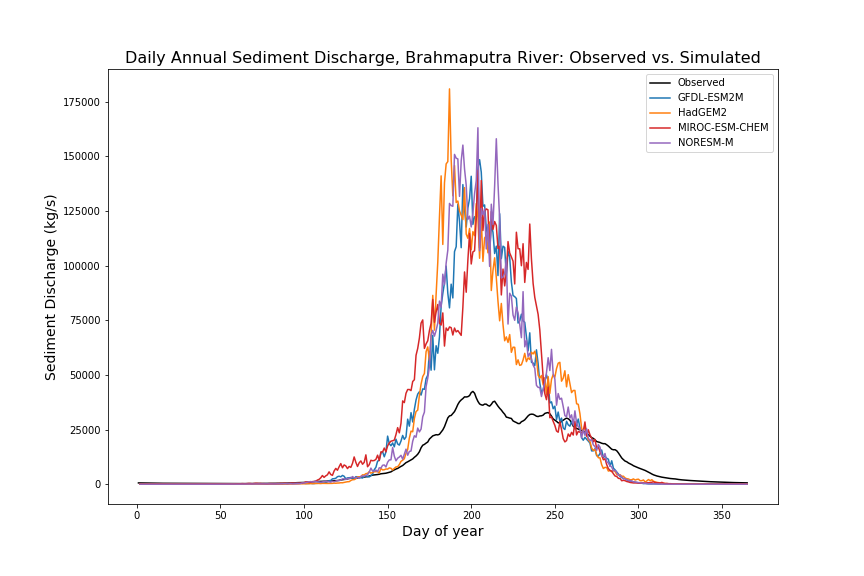 Daily Annual Sediment Discharge, Brahmaputra River: Observed vs. Simulated
Observed
GFDL-ESM2M
HadGEM2
MIROC-ESM-CHEM
NORESM-M
Sediment Discharge (kg/s)
175000
150000
125000
100000
75000
50000
25000
0
0 50 100 150 200 250 300 350
Day of year